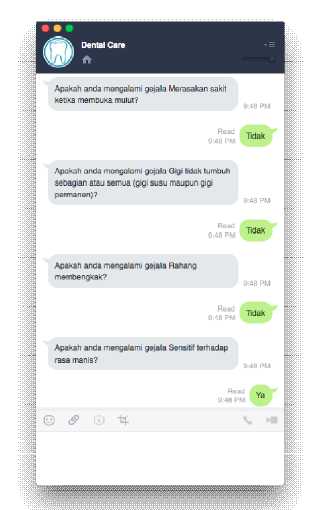 Dental Care
Apakah anda mengalami gejala Merasakan sakit
ketika membuka mulut?
9:48 PM
Read
9:48 PM
Tidak
Apakah anda mengalami gejala Gigi tidak tumbuh
sebagian atau semua (gigi susu maupun gigi
permanen)?
9:48 PM
Read
9:48 PM
Tidak
Apakah anda mengalami gejala Rahang
membengkak?
9:48 PM
Read
9:48 PM
Tidak
Apakah anda mengalami gejala Sensitif terhadap
rasa manis?
9:48 PM
Read
9:48 PM
Ya